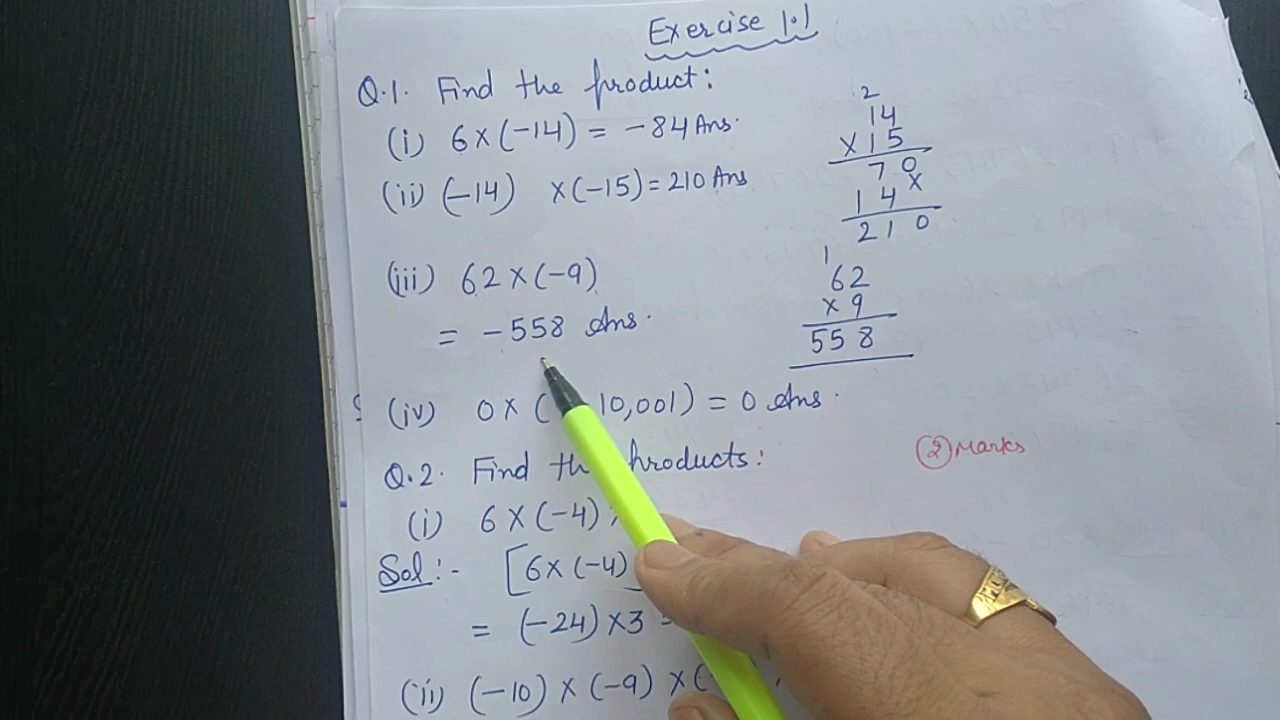 Exercise 1.1
Q.1. Find the product:
(i) 6×(-14) = -84 Ans.
(ii) (-14) ×(-15)=210 Ans
2
14
×15
70
14×
210
(iii) 62×(-9)
= -558 Ans.
1
62
×9
558
(iv) 0×( 10,001) = 0 Ans.
Q.2. Find the products:
2 Marks
(i) 6×(-4)
Sol:- [6×(-4)
= (-24)×3
(ii) (-10)×(-9)×(